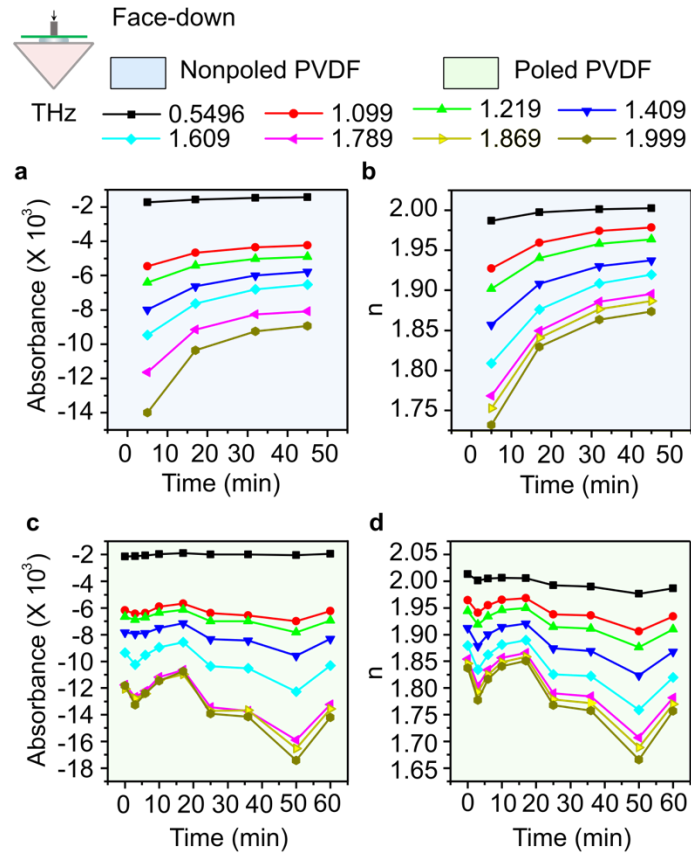 Face-down
Nonpoled PVDF Poled PVDF
THz 0.5496 1.099 1.219 1.409
1.609 1.789 1.869 1.999
a
Absorbance (X 10³)
-2
-4
-6
-8
-10
-12
-14
0 10 20 30 40 50
Time (min)
b
n
2.00
1.95
1.90
1.85
1.80
1.75
0 10 20 30 40 50
Time (min)
c
Absorbance (X 10³)
-2
-4
-6
-8
-10
-12
-14
-16
-18
0 10 20 30 40 50 60
Time (min)
d
n
2.05
2.00
1.95
1.90
1.85
1.80
1.75
1.70
1.65
0 10 20 30 40 50 60
Time (min)